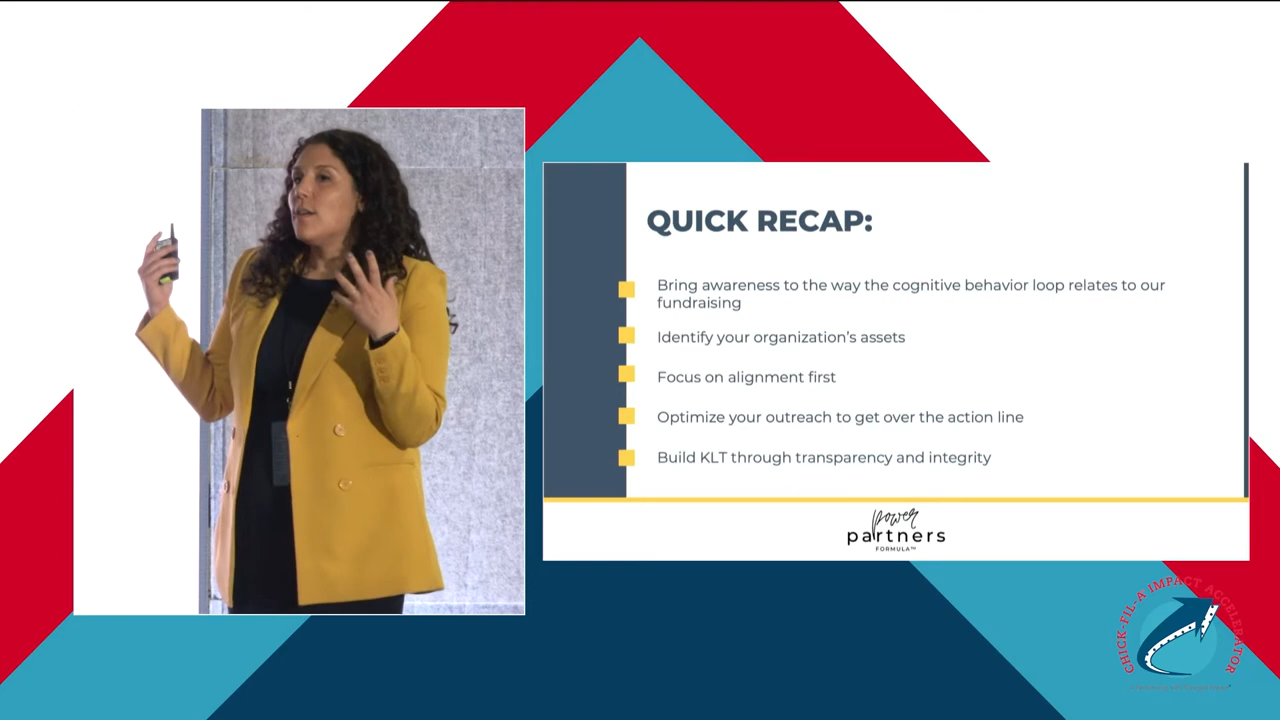 QUICK RECAP:
Bring awareness to the way the cognitive behavior loop relates to our
fundraising
Identify your organization's assets
Focus on alignment first
Optimize your outreach to get over the action line
Build KLT through transparency and integrity
power
partners
FORMULA™
CHICK-FIL-A IMPACT ACCELERATOR